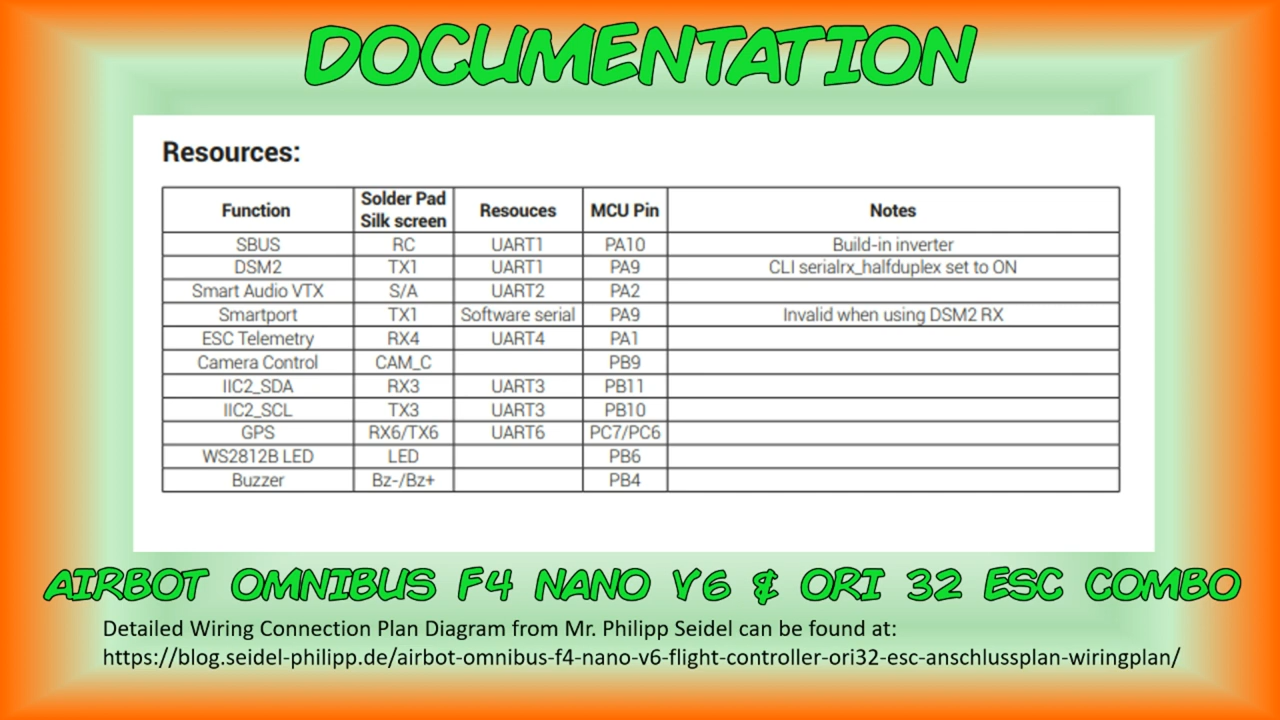 DOCUMENTATION
Resources:
Function Solder Pad Silk screen Resouces MCU Pin Notes
SBUS RC UART1 PA10 Build-in inverter
DSM2 TX1 UART1 PA9 CLI serialrx_halfduplex set to ON
Smart Audio VTX S/A UART2 PA2
Smartport TX1 Software serial PA9 Invalid when using DSM2 RX
ESC Telemetry RX4 UART4 PA1
Camera Control CAM_C PB9
IIC2_SDA RX3 UART3 PB11
IIC2_SCL TX3 UART3 PB10
GPS RX6/TX6 UART6 PC7/PC6
WS2812B LED LED PB6
Buzzer Bz-/Bz+ PB4
AIRBOT OMNIBUS F4 NANO V6 & ORI 32 ESC COMBO
Detailed Wiring Connection Plan Diagram from Mr. Philipp Seidel can be found at:
https://blog.seidel-philipp.de/airbot-omnibus-f4-nano-v6-flight-controller-ori32-esc-anschlussplan-wiringplan/